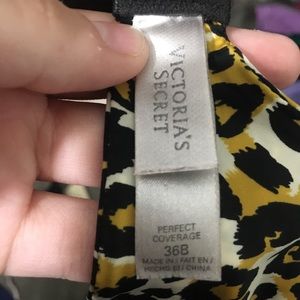 VICTORIA'S
SECRET
PERFECT
COVERAGE
36B
MADE IN / FAIT EN /
HECHO EN CHINA